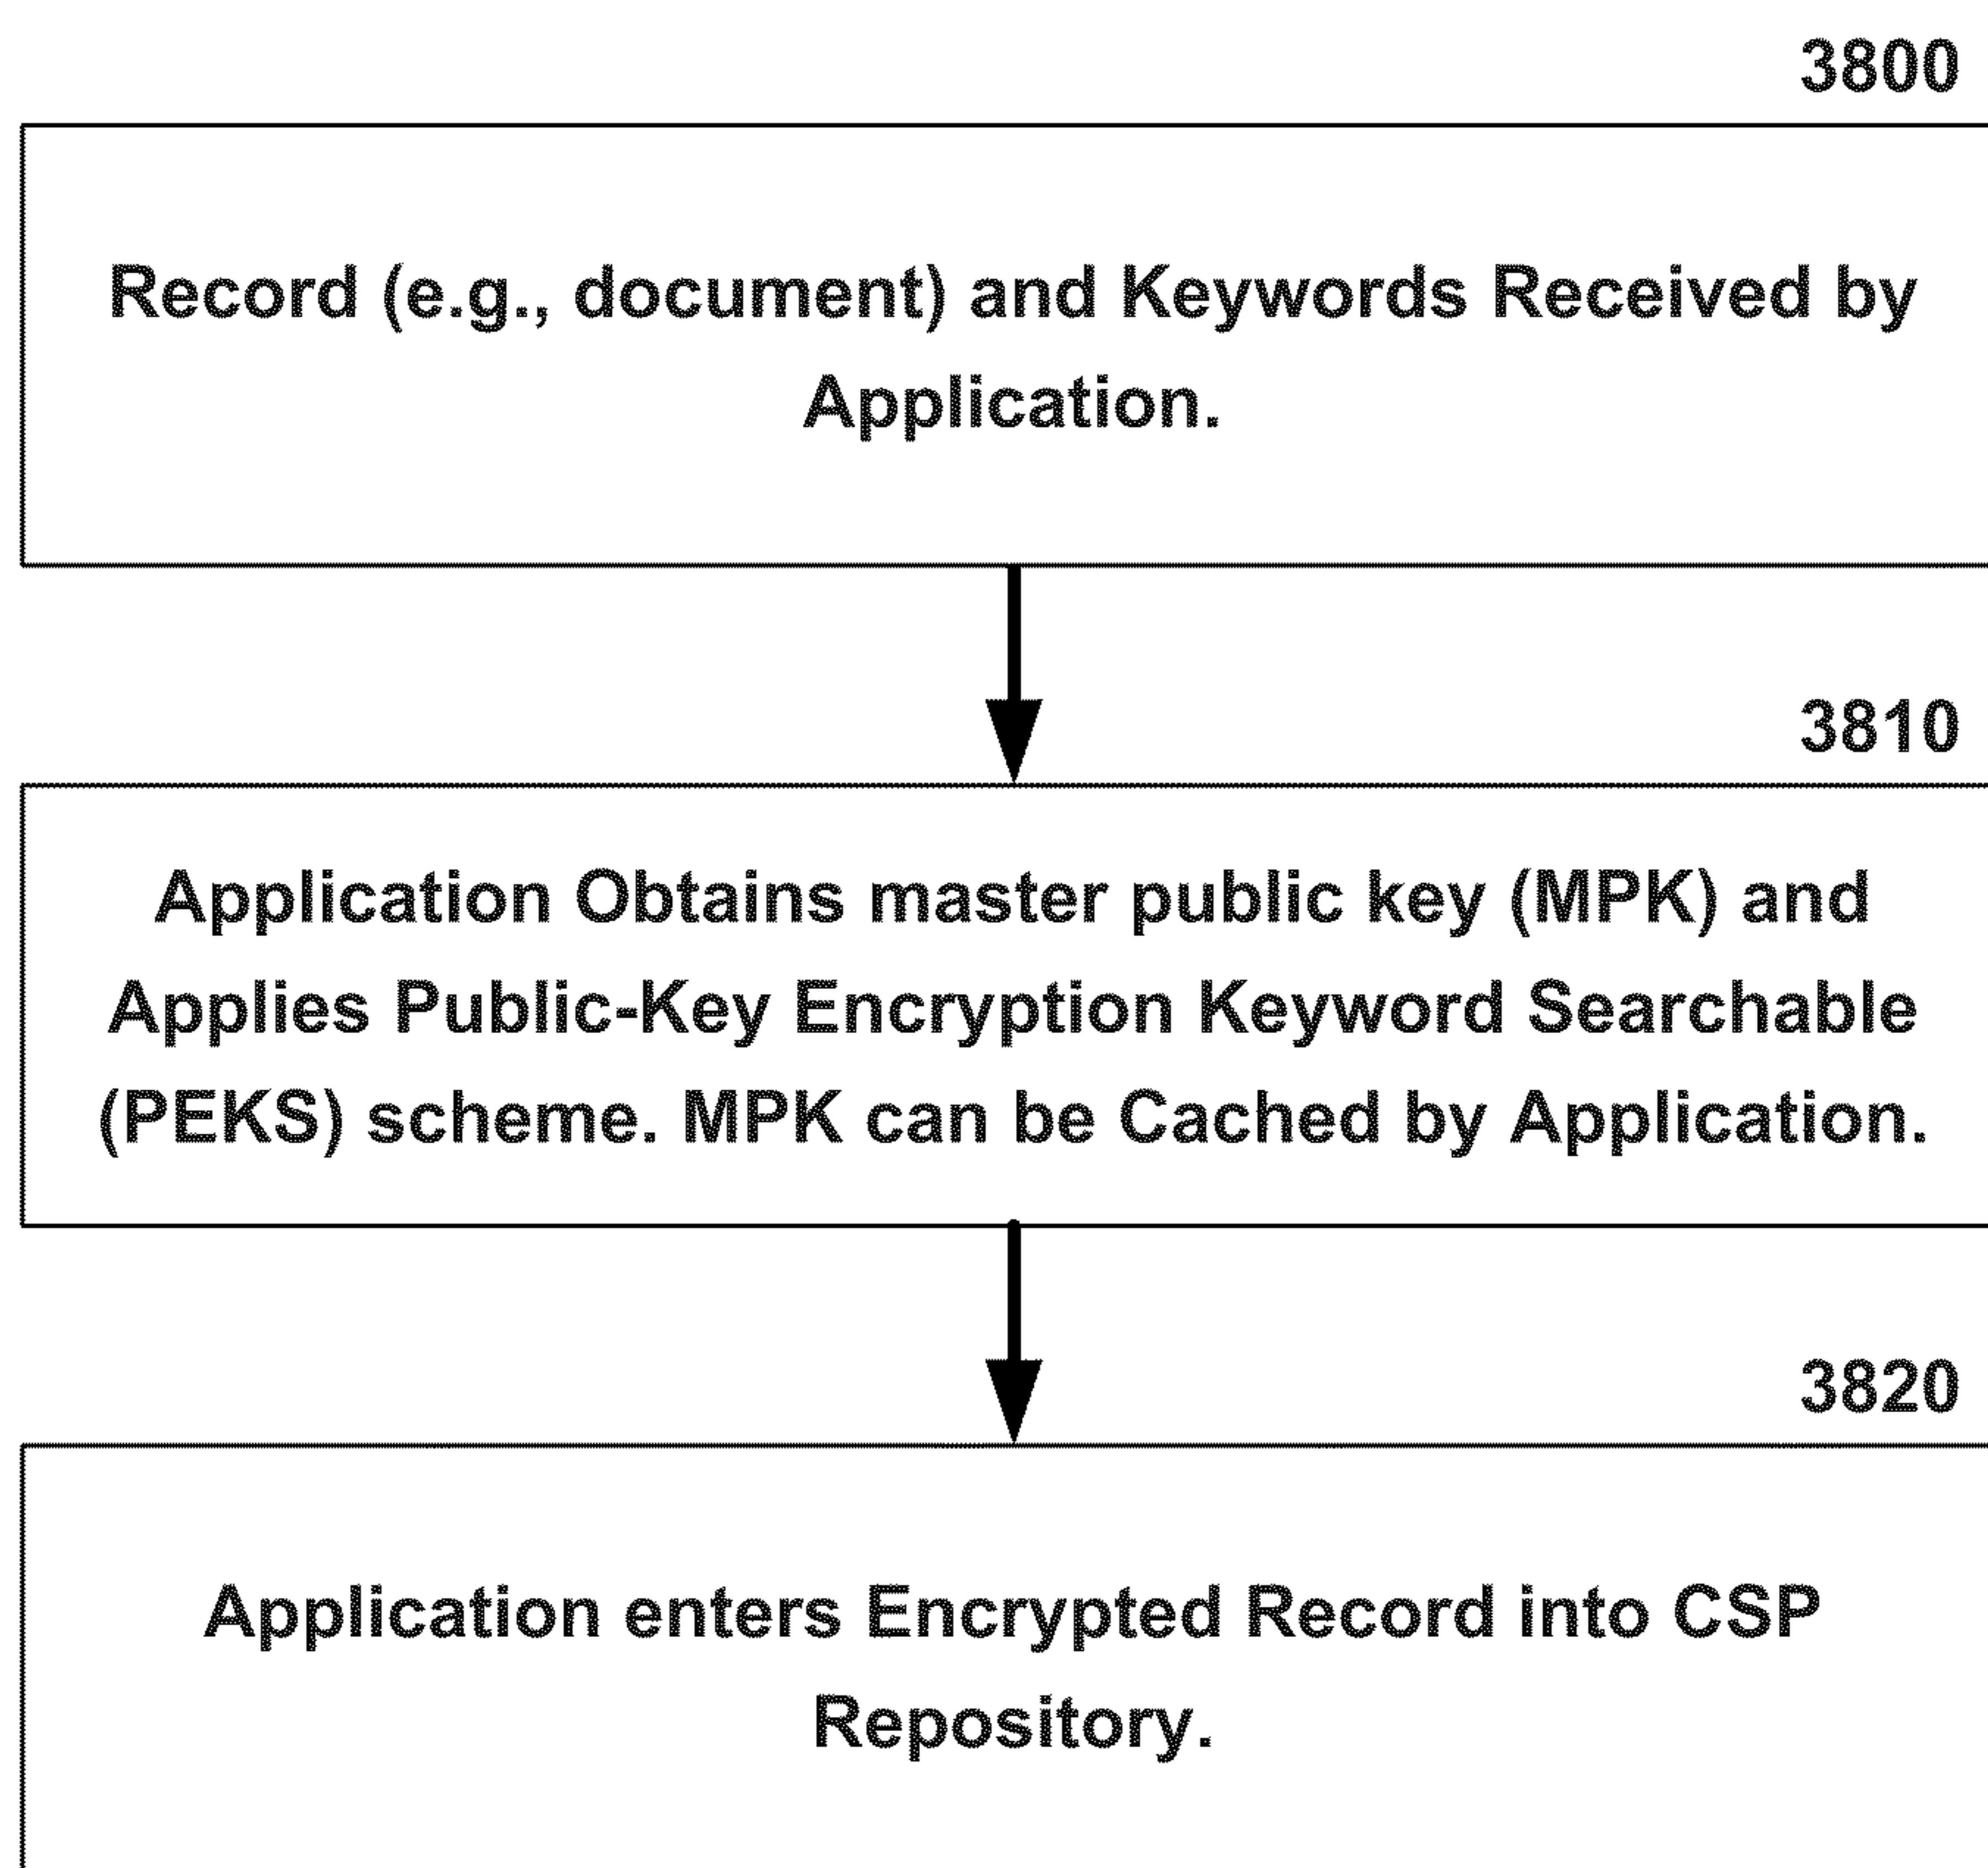 3800
Record (e.g., document) and Keywords Received by
Application.
3810
Application Obtains master public key (MPK) and
Applies Public-Key Encryption Keyword Searchable
(PEKS) scheme. MPK can be Cached by Application.
3820
Application enters Encrypted Record into CSP
Repository.